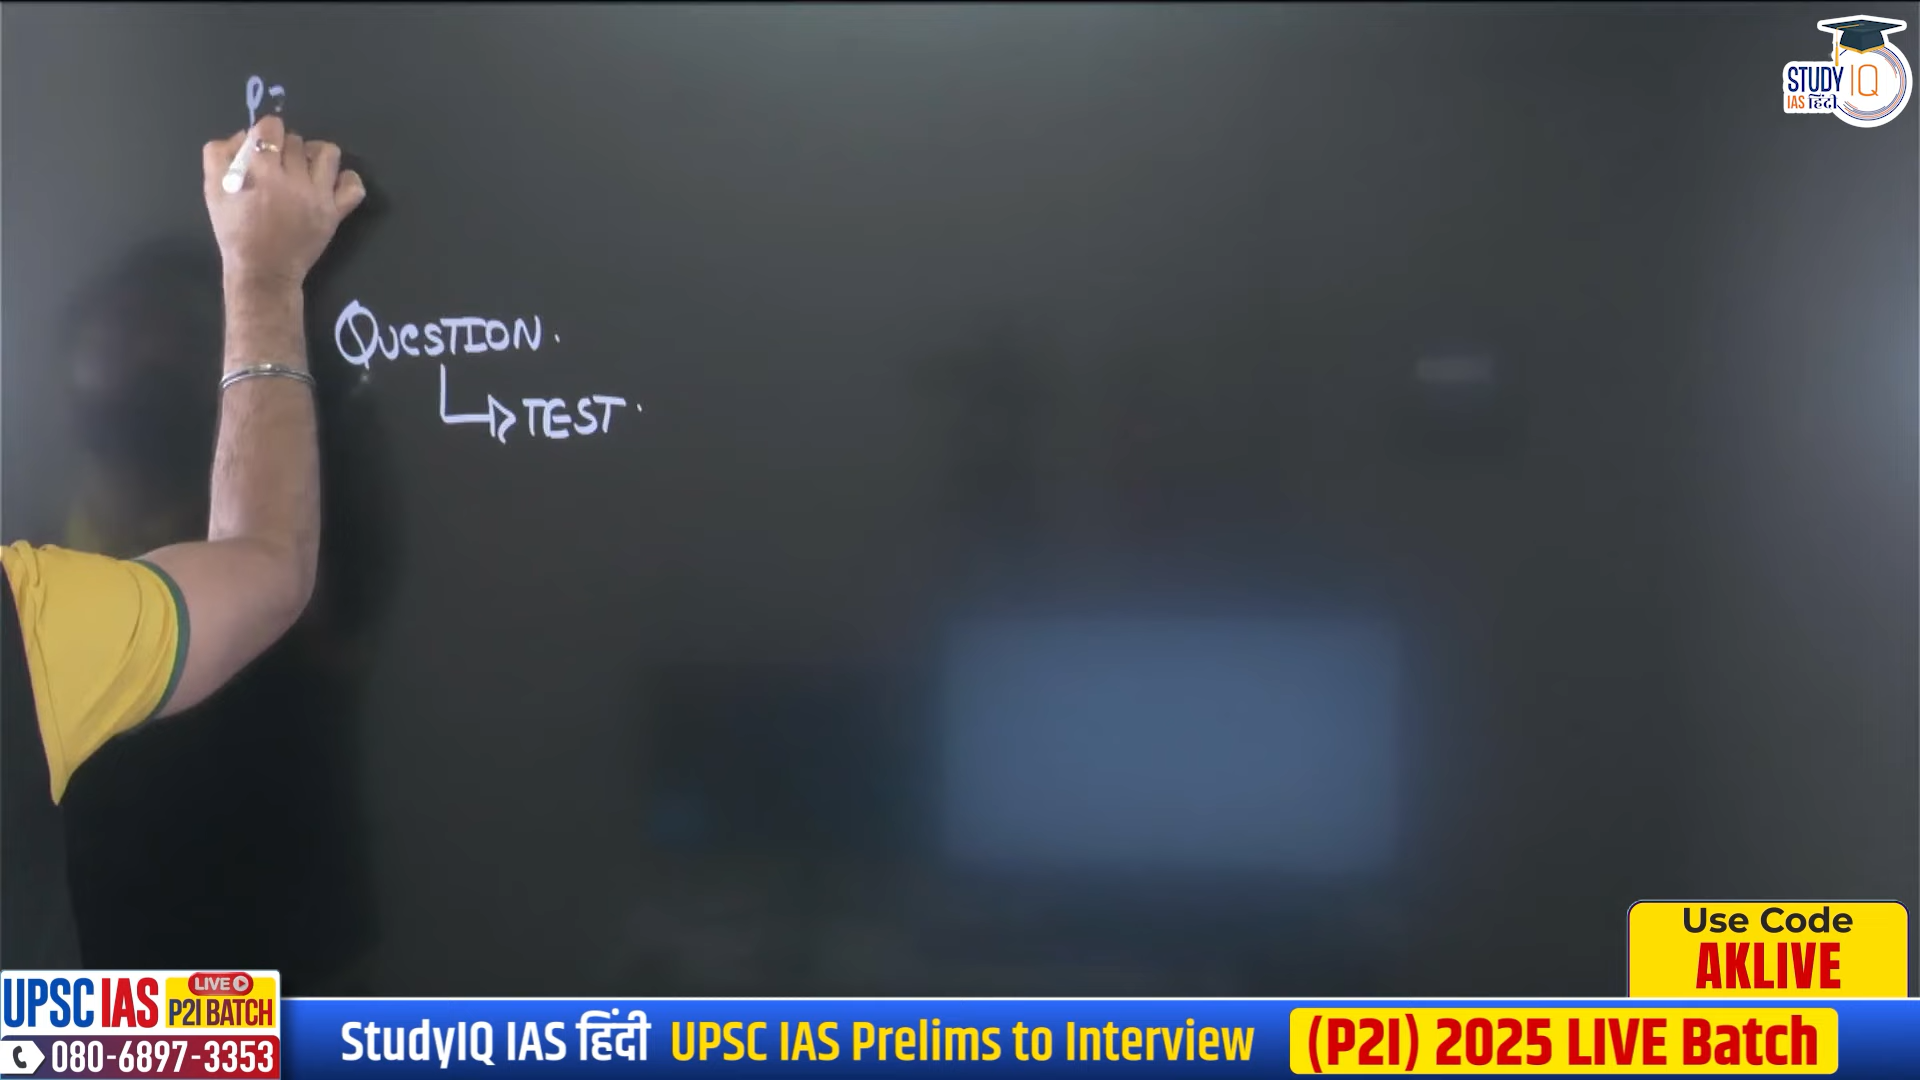 STUDY IQ
IAS हिंदी
QUESTION.
TEST.
Use Code
AKLIVE
LIVE
UPSC IAS P2I BATCH
080-6897-3353
StudyIQ IAS हिंदी UPSC IAS Prelims to Interview (P2I) 2025 LIVE Batch